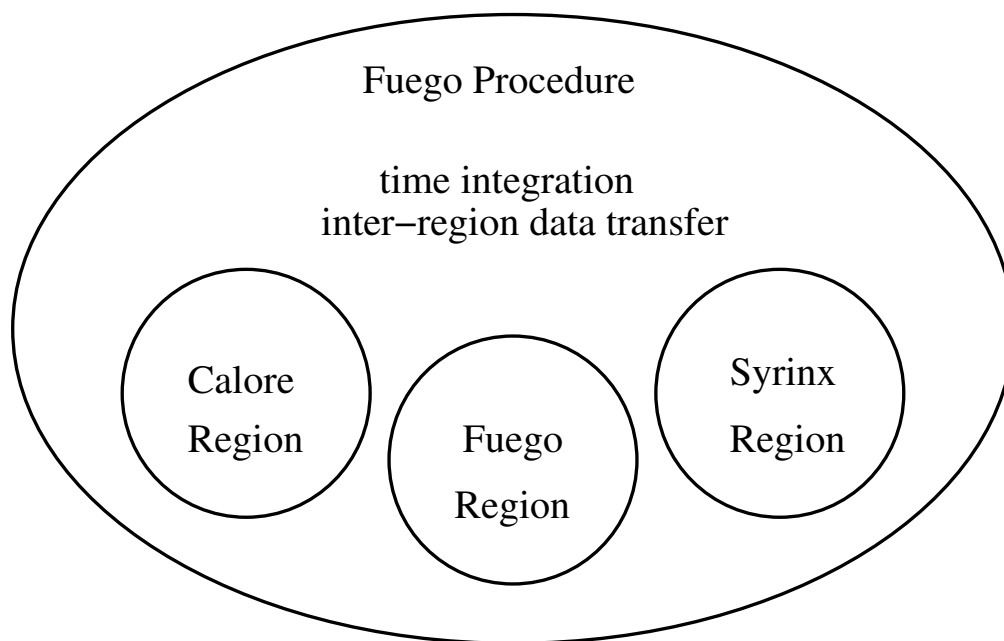 Fuego Procedure
time integration
inter−region data transfer
Calore
Region
Fuego
Region
Syrinx
Region